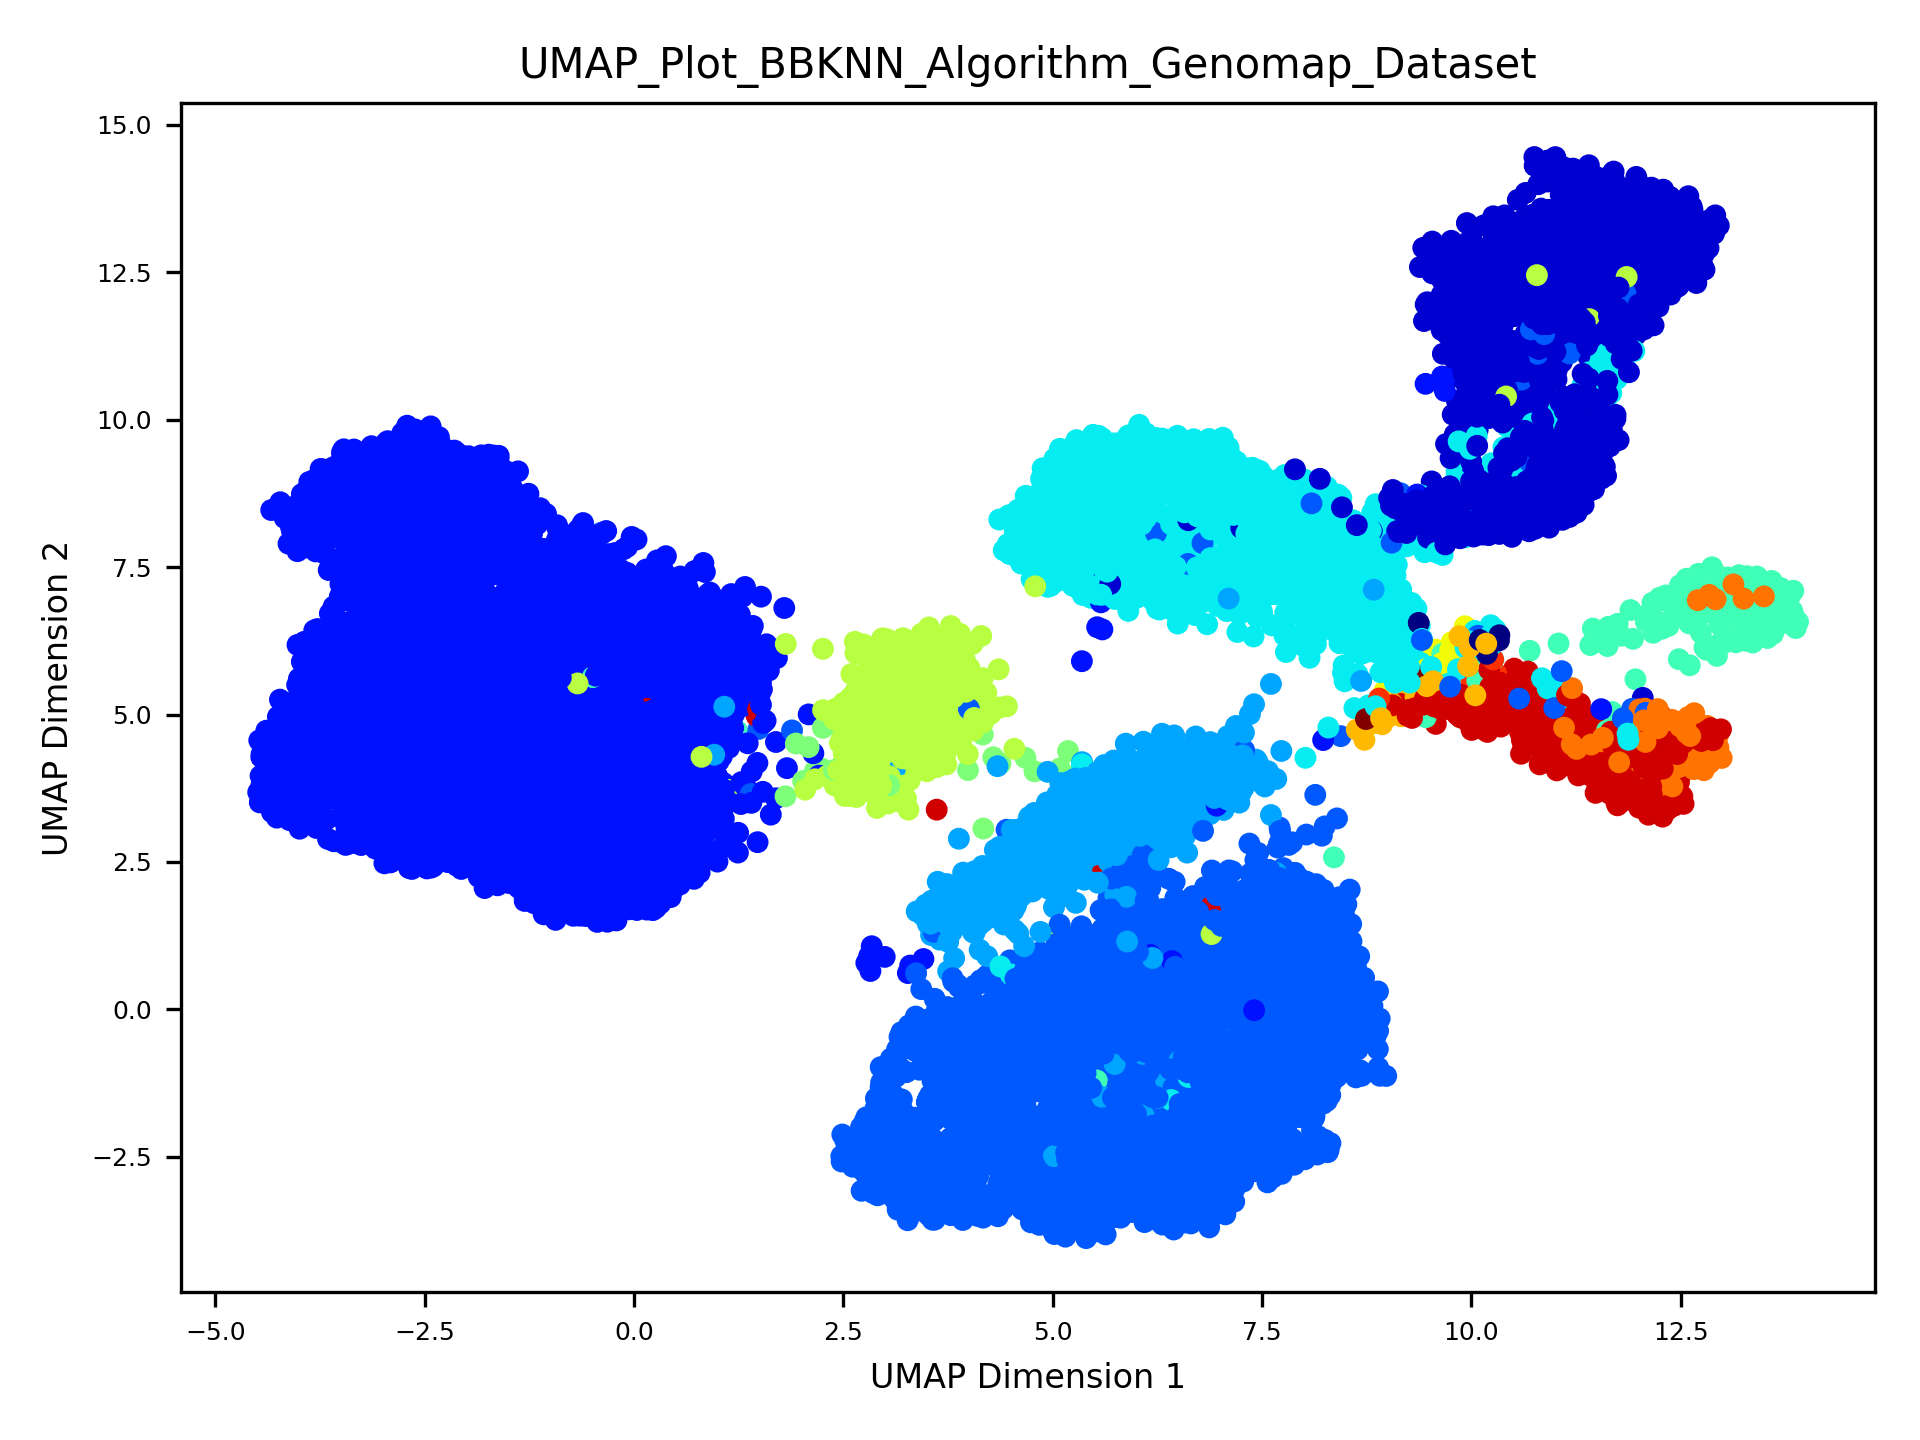 UMAP_Plot_BBKNN_Algorithm_Genomap_Dataset
15.0
12.5
10.0
7.5
5.0
2.5
0.0
−2.5
UMAP Dimension 2
−5.0 −2.5 0.0 2.5 5.0 7.5 10.0 12.5
UMAP Dimension 1